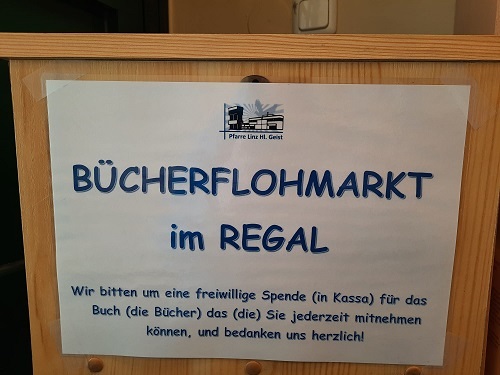 Pfarre Linz Hl. Geist
BÜCHERFLOHMARKT
im REGAL
Wir bitten um eine freiwillige Spende (in Kassa) für das
Buch (die Bücher) das (die) Sie jederzeit mitnehmen
können, und bedanken uns herzlich!